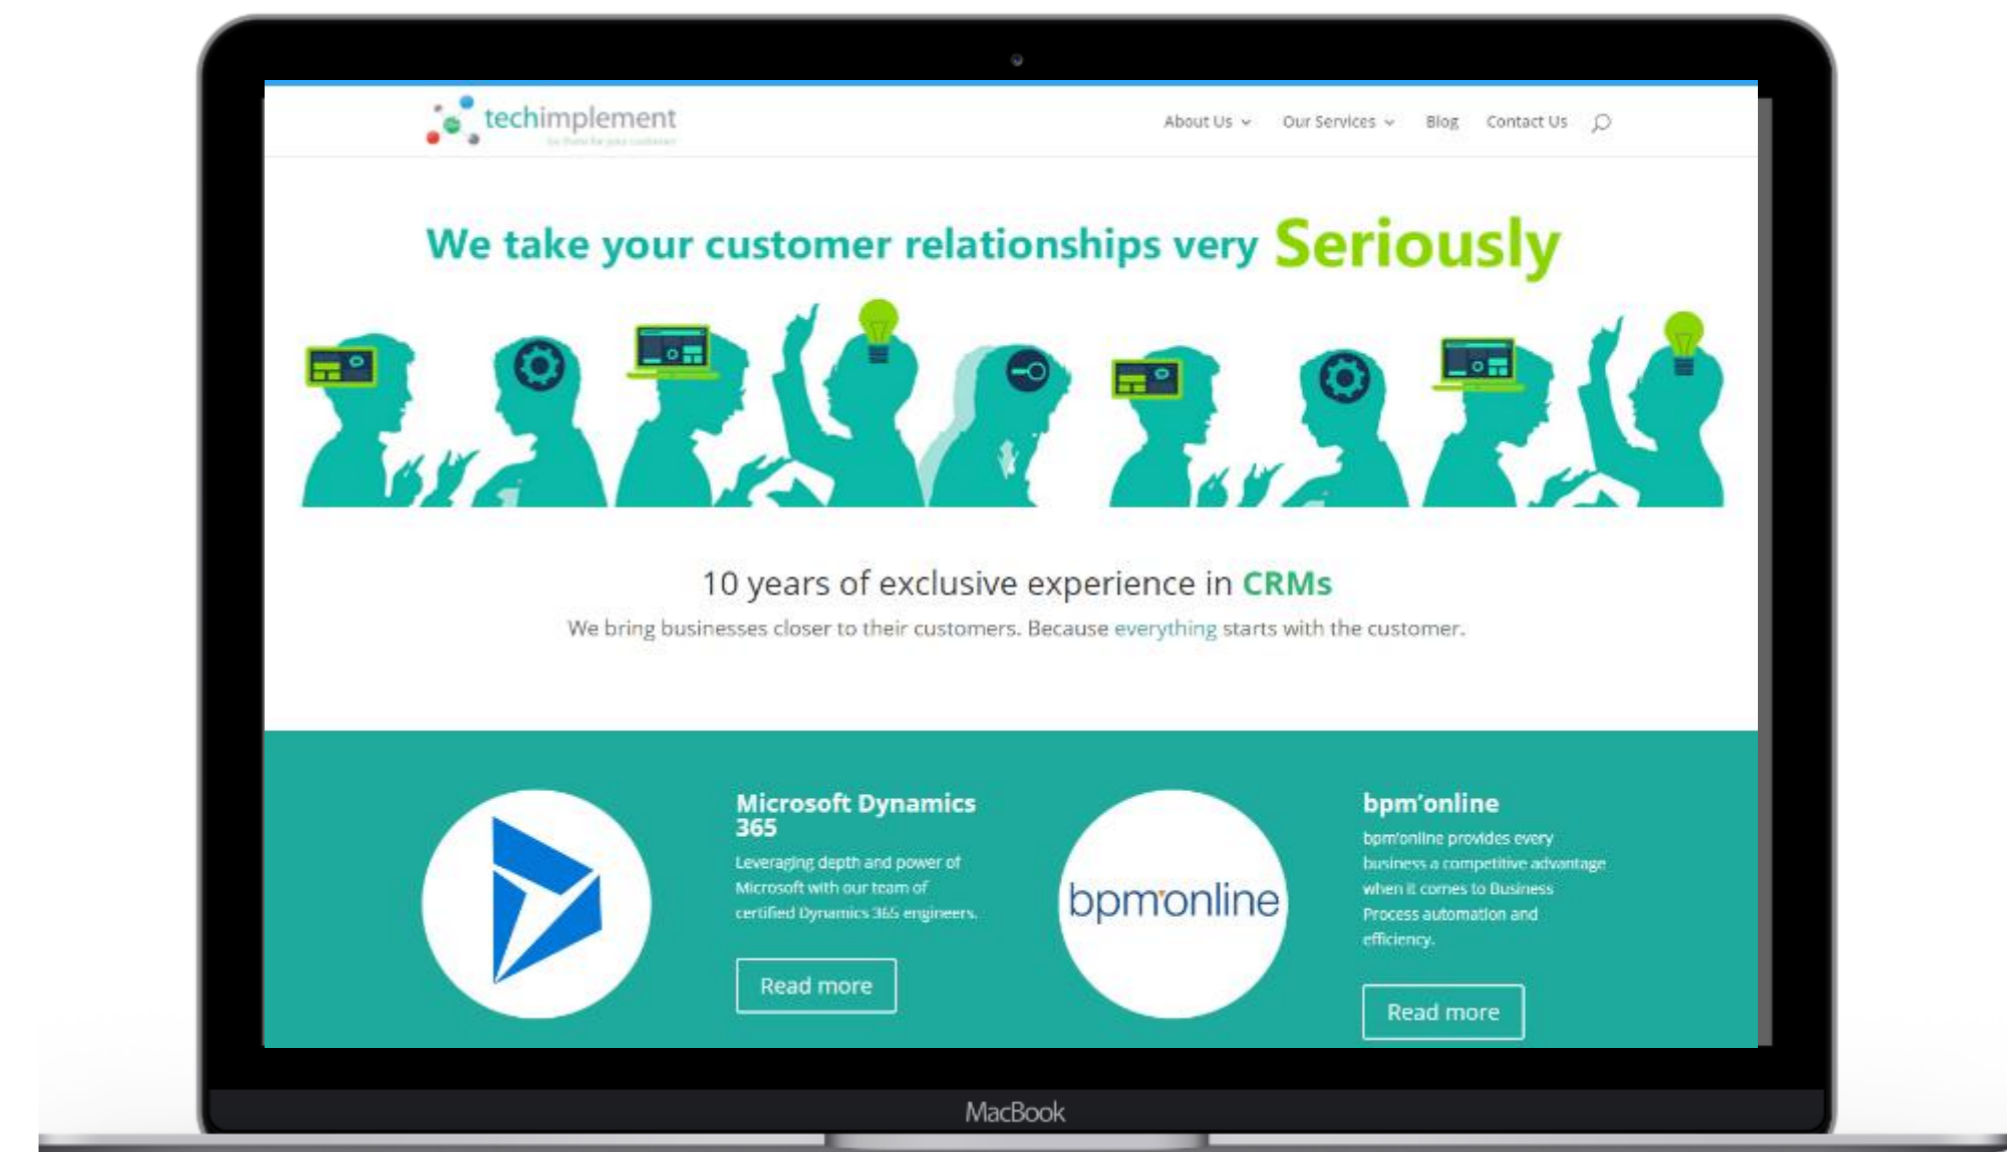 techimplement
About Us
Our Services
Blog
Contact Us
We take your customer relationships very Seriously
10 years of exclusive experience in CRMs
We bring businesses closer to their customers. Because everything starts with the customer.
Microsoft Dynamics
365
Leveraging depth and power of
Microsoft with our team of
certified Dynamics 365 engineers.
Read more
bpm'online
bpm'online
bpm'online provides every
business a competitive advantage
when it comes to Business
Process automation and
efficiency.
Read more
MacBook